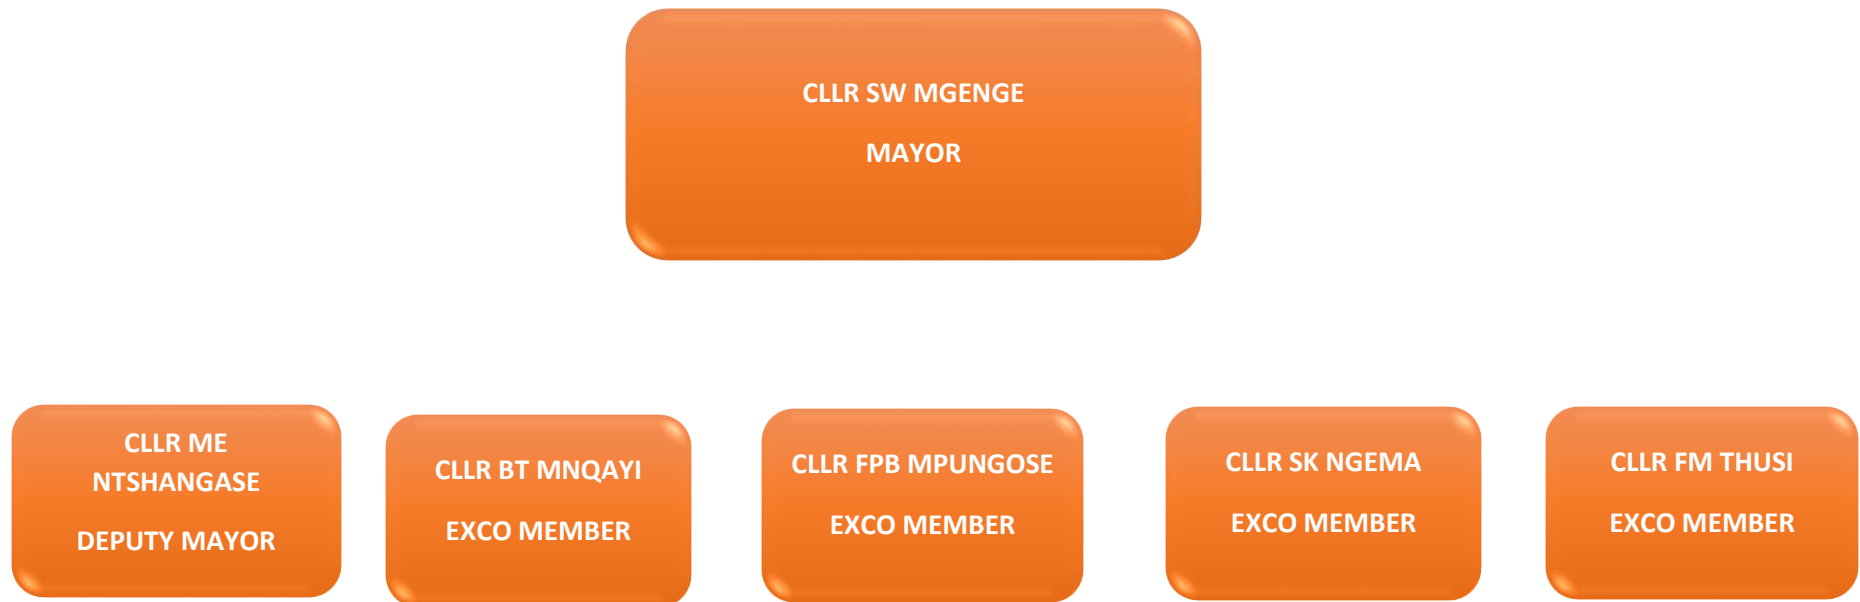 CLLR SW MGENGE
MAYOR
CLLR ME
NTSHANGASE
DEPUTY MAYOR
CLLR BT MNQAYI
EXCO MEMBER
CLLR FPB MPUNGOSE
EXCO MEMBER
CLLR SK NGEMA
EXCO MEMBER
CLLR FM THUSI
EXCO MEMBER